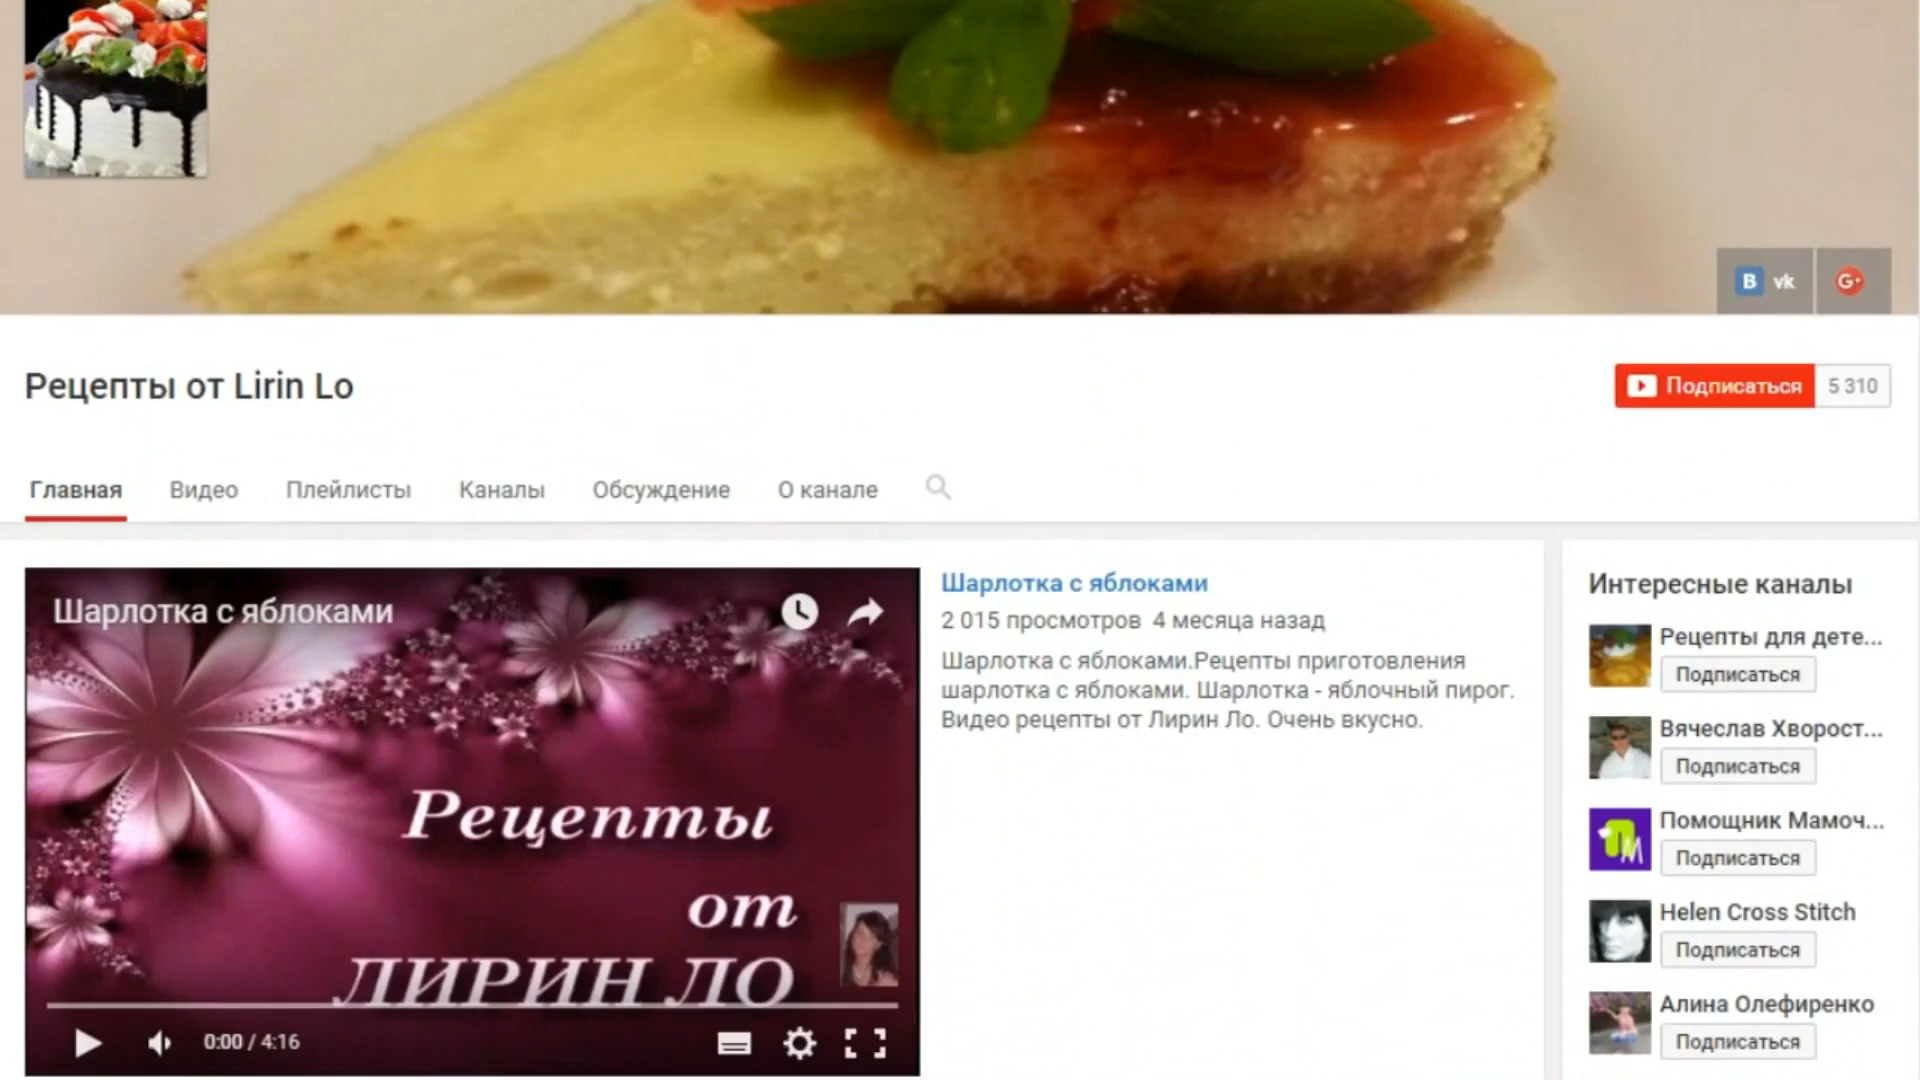 B vk G+
Рецепты от Lirin Lo
Подписаться 5 310
Главная Видео Плейлисты Каналы Обсуждение О канале
Шарлотка с яблоками
Рецепты
от
ЛИРИН ЛО
0:00 / 4:16
Шарлотка с яблоками
2 015 просмотров 4 месяца назад
Шарлотка с яблоками.Рецепты приготовления
шарлотка с яблоками. Шарлотка - яблочный пирог.
Видео рецепты от Лирин Ло. Очень вкусно.
Интересные каналы
Рецепты для дете...
Подписаться
Вячеслав Хворост...
Подписаться
Помощник Мамоч...
Подписаться
Helen Cross Stitch
Подписаться
Алина Олефиренко
Подписаться